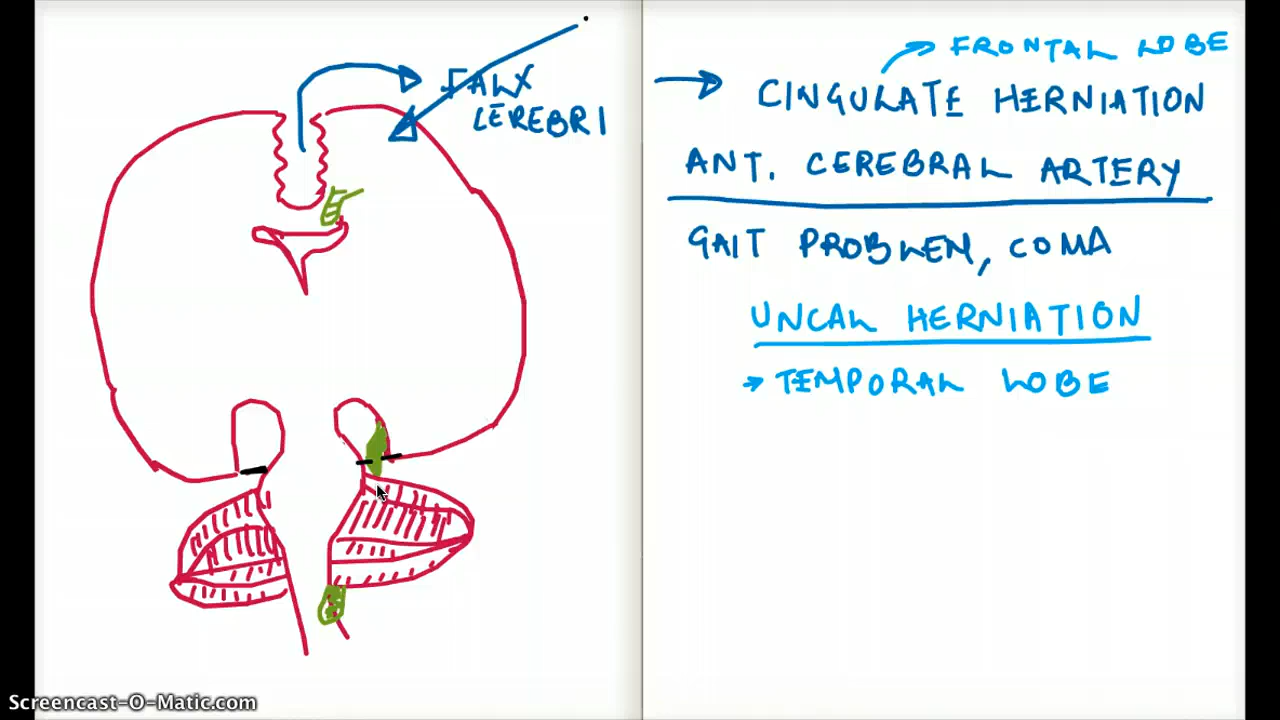 FALX
CEREBRI
FRONTAL LOBE
CINGULATE HERNIATION
ANT. CEREBRAL ARTERY
GAIT PROBLEM, COMA
UNCAL HERNIATION
TEMPORAL LOBE
Screencast-O-Matic.com